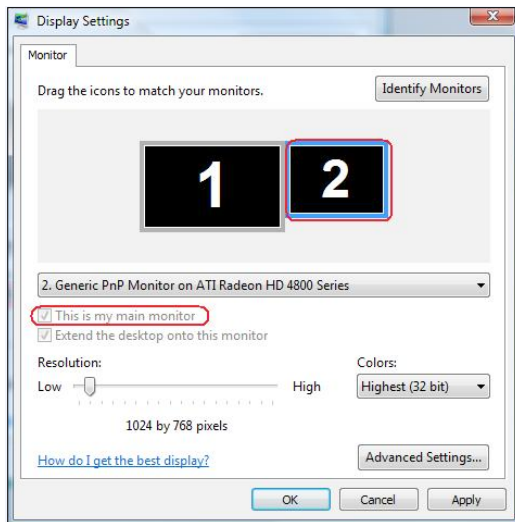 Display Settings
Monitor
Drag the icons to match your monitors.
Identify Monitors
1
2
2. Generic PnP Monitor on ATI Radeon HD 4800 Series
This is my main monitor
Extend the desktop onto this monitor
Resolution:
Colors:
Low
High
Highest (32 bit)
1024 by 768 pixels
How do I get the best display?
Advanced Settings...
OK
Cancel
Apply